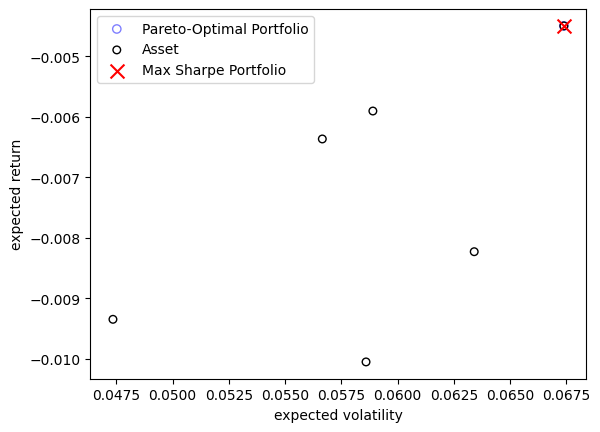 Pareto-Optimal Portfolio
Asset
Max Sharpe Portfolio
−0.005
−0.006
−0.007
−0.008
−0.009
−0.010
expected return
0.0475 0.0500 0.0525 0.0550 0.0575 0.0600 0.0625 0.0650 0.0675
expected volatility